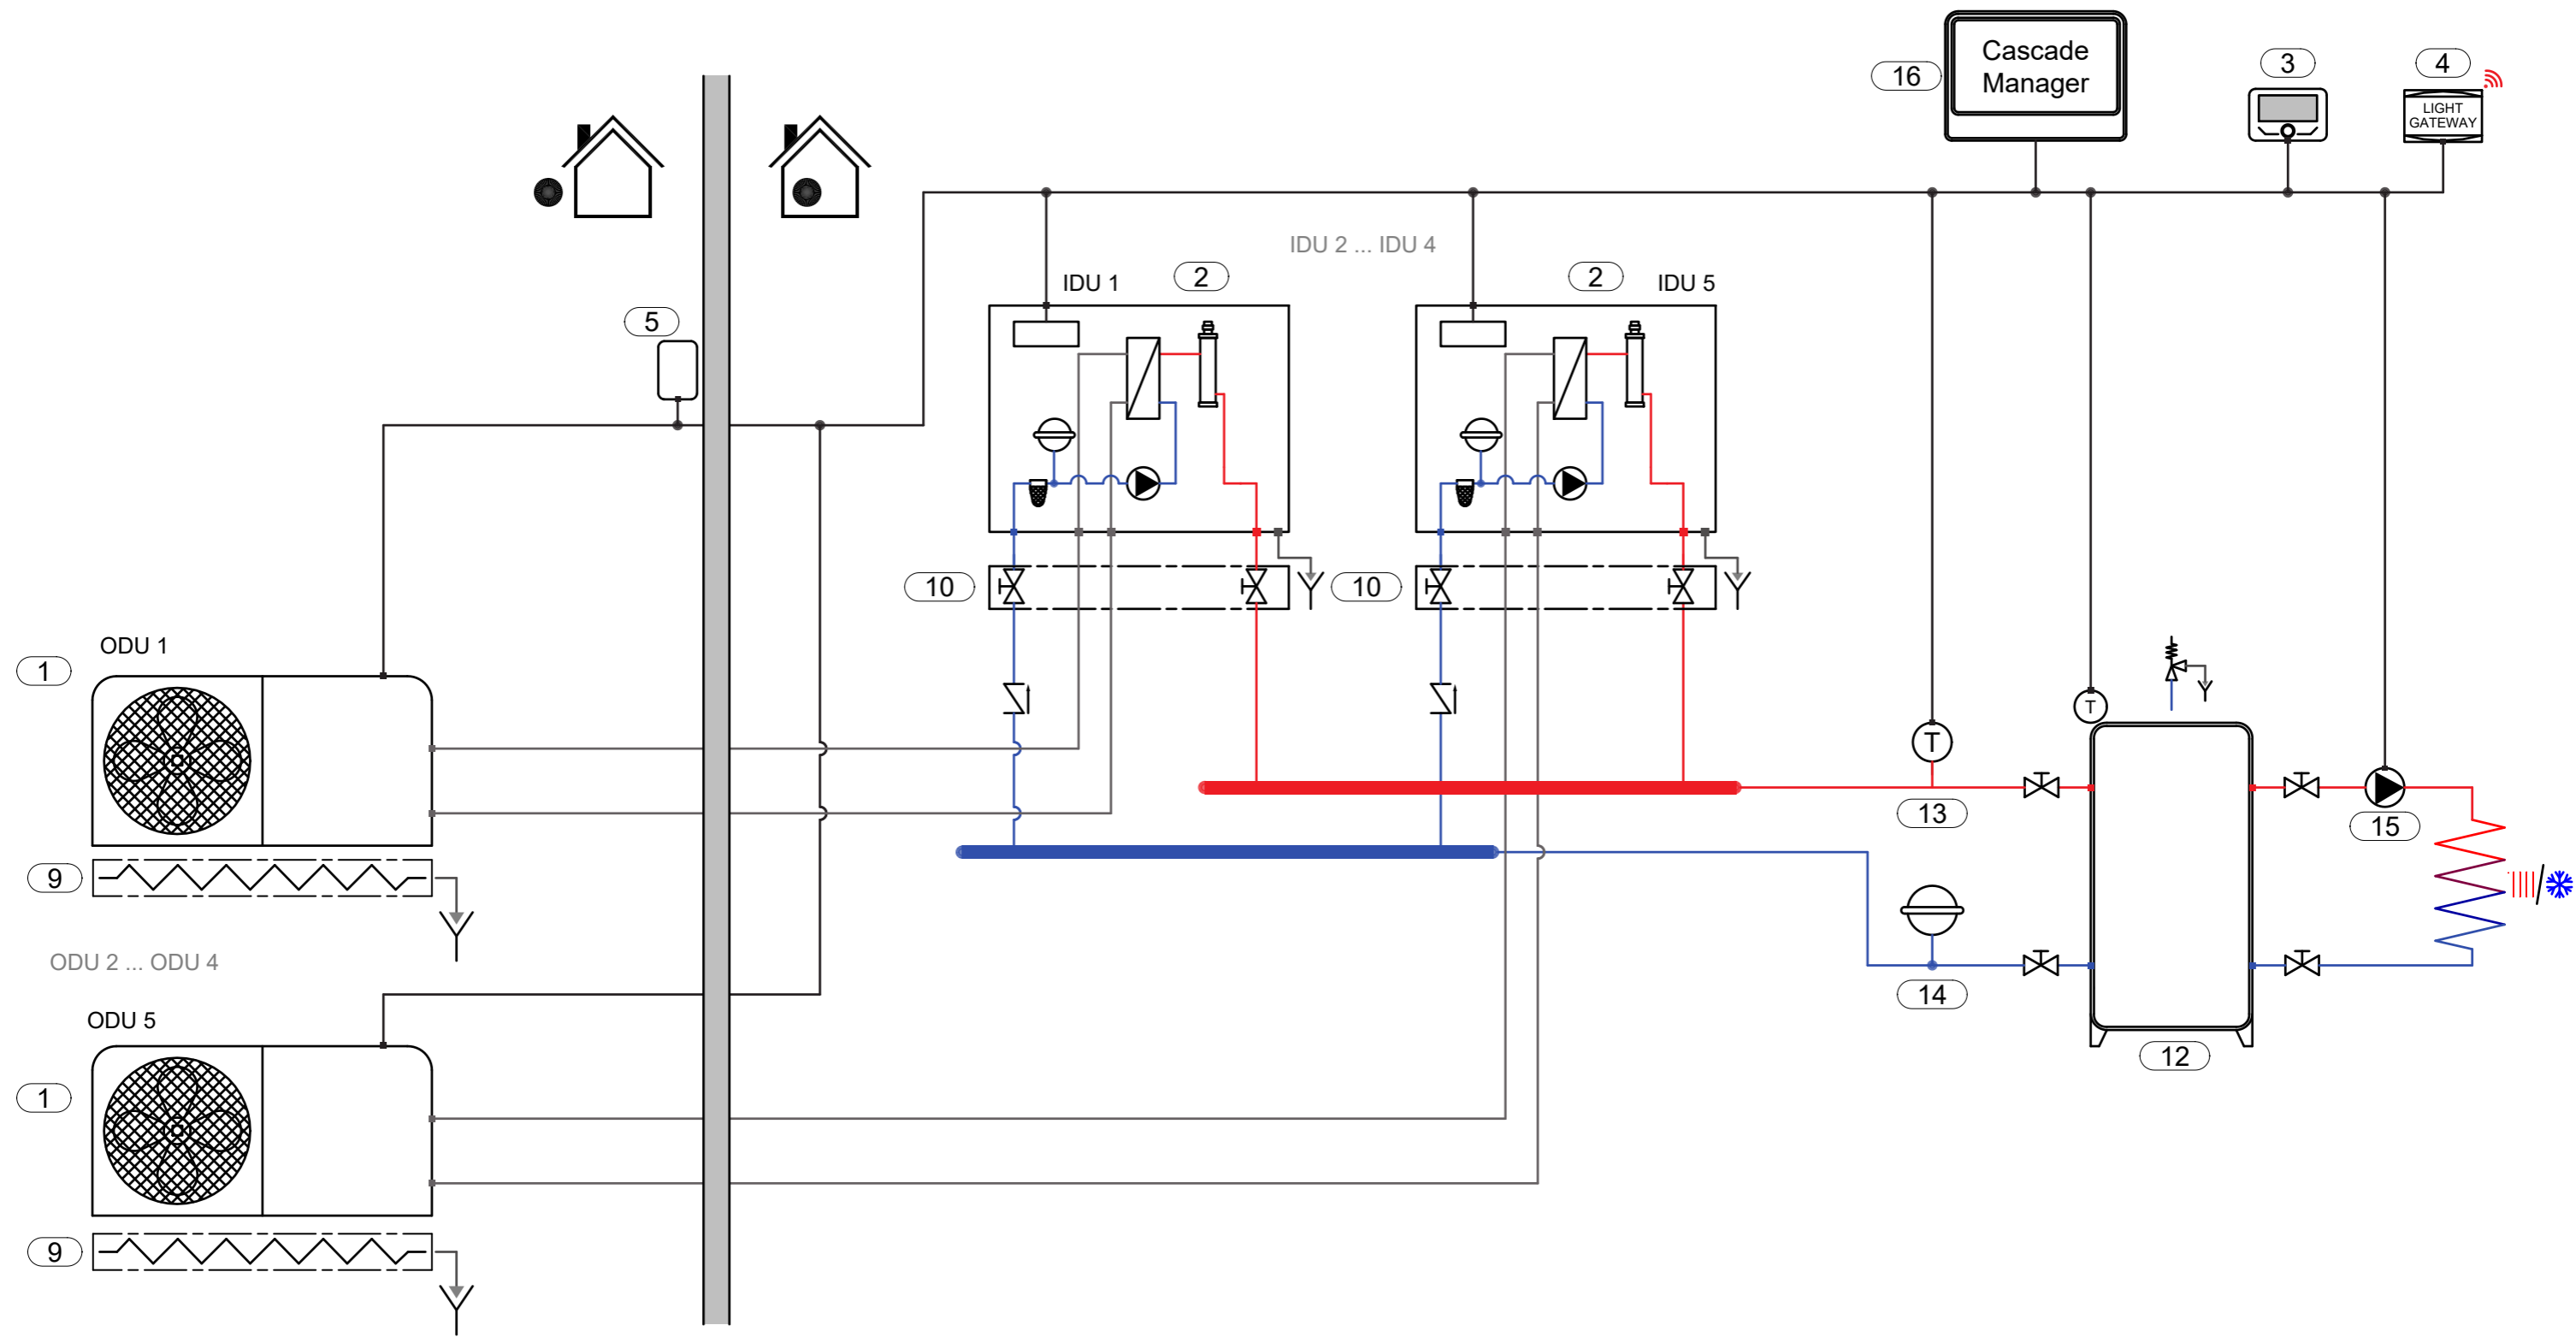 Cascade
Manager
16
3
4
LIGHT
GATEWAY
IDU 2 ... IDU 4
IDU 1
2
2
IDU 5
5
10
10
ODU 1
1
T
T
13
15
9
14
ODU 2 ... ODU 4
ODU 5
12
1
9